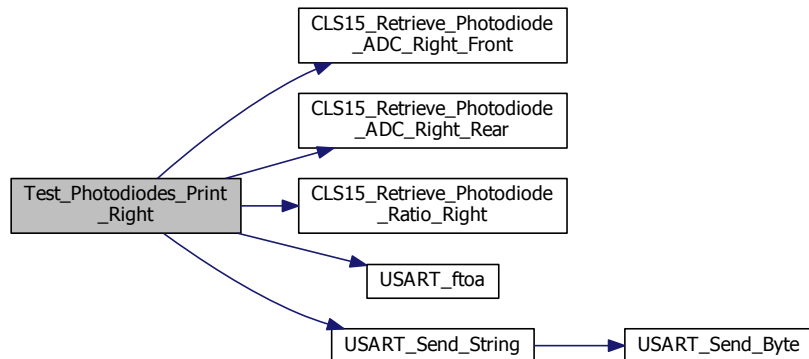 CLS15_Retrieve_Photodiode
_ADC_Right_Front
CLS15_Retrieve_Photodiode
_ADC_Right_Rear
Test_Photodiodes_Print
_Right
CLS15_Retrieve_Photodiode
_Ratio_Right
USART_ftoa
USART_Send_String
USART_Send_Byte